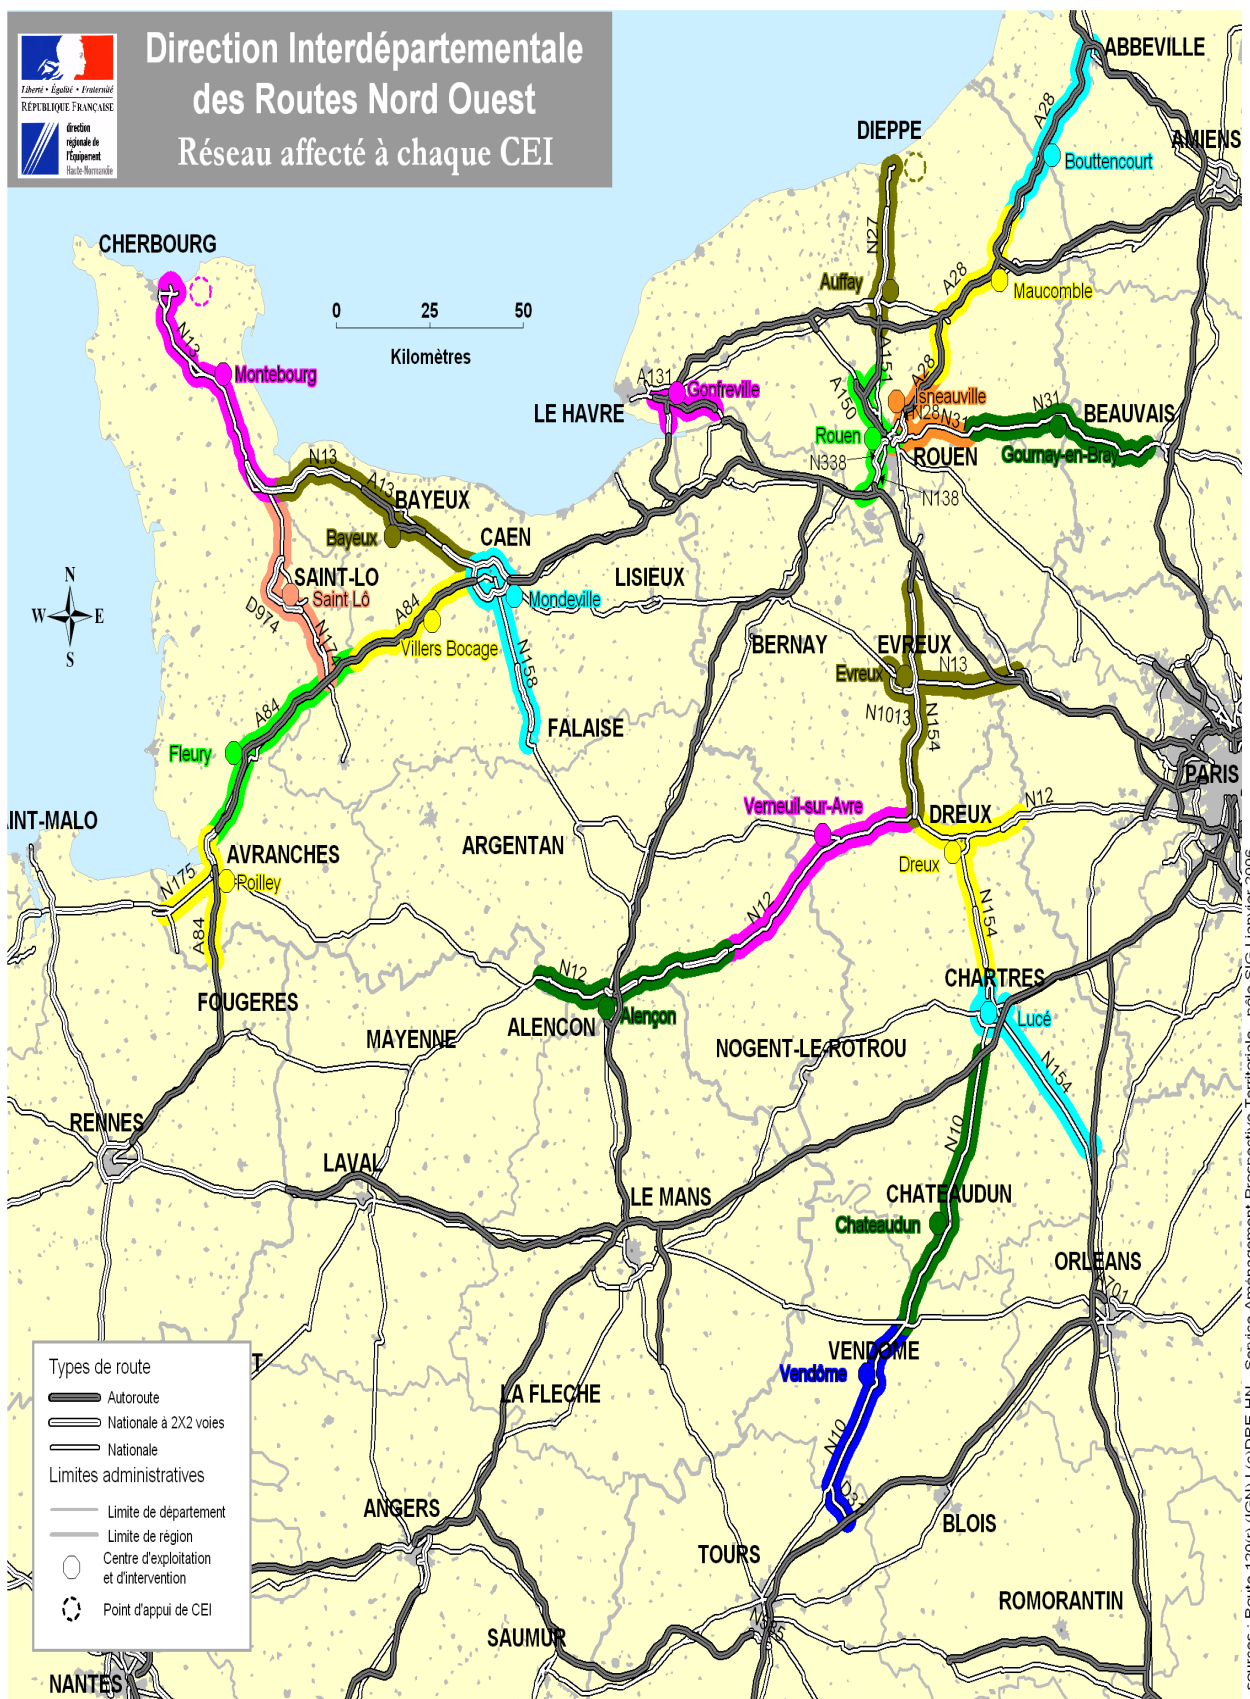 Direction Interdépartementale
des Routes Nord Ouest
Réseau affecté à chaque CEI
Liberté • Égalité • Fraternité
RÉPUBLIQUE FRANÇAISE
direction
régionale de
l'Équipement
Haute-Normandie
ABBEVILLE
A28
DIEPPE
AMIENS
Bouttencourt
N27
CHERBOURG
Auffay
A28
Maucomble
0 25 50
Kilomètres
N13
Montebourg
A151
A28
A131
Gonfreville
A150
Isneauville
LE HAVRE
N28
N31
N31
BEAUVAIS
Rouen
ROUEN
Gournay-en-Bray
N338
N138
N13
A13
BAYEUX
Bayeux
CAEN
SAINT-LO
LISIEUX
Saint Lô
Mondeville
N
W E
S
D974
A84
N174
Villers Bocage
N158
BERNAY
EVREUX
Evreux
N13
N1013
N154
A84
FALAISE
Fleury
PARIS
Verneuil-sur-Avre
DREUX
N12
INT-MALO
AVRANCHES
ARGENTAN
Dreux
N175
Poilley
N12
N154
A84
N12
CHARTRES
FOUGERES
ALENCON
Alençon
Lucé
MAYENNE
NOGENT-LE-ROTROU
N154
RENNES
N10
LAVAL
LE MANS
CHATEAUDUN
Chateaudun
ORLEANS
A701
VENDOME
Vendôme
LA FLECHE
N10
ANGERS
BLOIS
TOURS
ROMORANTIN
SAUMUR
NANTES
T
Types de route
Autoroute
Nationale à 2X2 voies
Nationale
Limites administratives
Limite de département
Limite de région
Centre d'exploitation
et d'intervention
Point d'appui de CEI